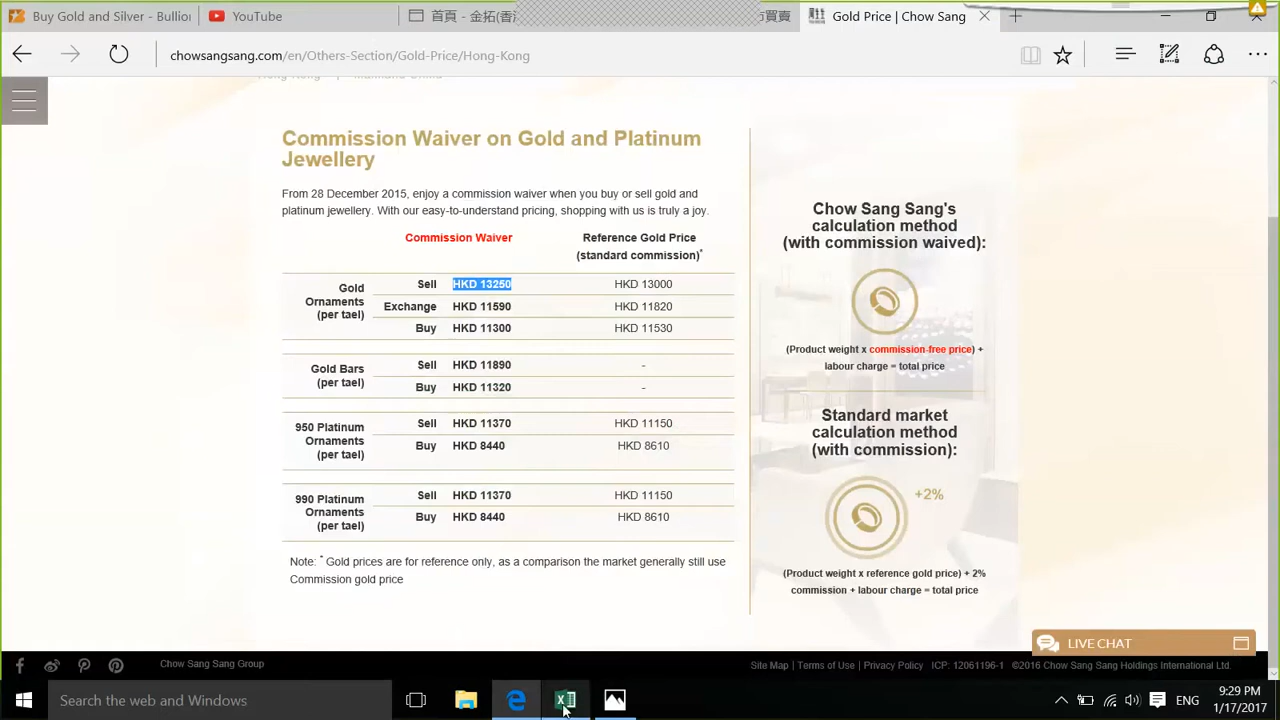 Buy Gold and Silver - Bullion
YouTube
首頁 - 金拓(香
Gold Price | Chow Sang
chowsangsang.com/en/Others-Section/Gold-Price/Hong-Kong
Commission Waiver on Gold and Platinum
Jewellery
From 28 December 2015, enjoy a commission waiver when you buy or sell gold and
platinum jewellery. With our easy-to-understand pricing, shopping with us is truly a joy.
Commission Waiver Reference Gold Price
(standard commission)*
Gold
Ornaments
(per tael)
Sell HKD 13250 HKD 13000
Exchange HKD 11590 HKD 11820
Buy HKD 11300 HKD 11530
Gold Bars
(per tael)
Sell HKD 11890 -
Buy HKD 11320 -
950 Platinum
Ornaments
(per tael)
Sell HKD 11370 HKD 11150
Buy HKD 8440 HKD 8610
990 Platinum
Ornaments
(per tael)
Sell HKD 11370 HKD 11150
Buy HKD 8440 HKD 8610
Note: * Gold prices are for reference only, as a comparison the market generally still use
Commission gold price
Chow Sang Sang's
calculation method
(with commission waived):
(Product weight x commission-free price) +
labour charge = total price
Standard market
calculation method
(with commission):
+2%
(Product weight x reference gold price) + 2%
commission + labour charge = total price
LIVE CHAT
Chow Sang Sang Group
Site Map | Terms of Use | Privacy Policy ICP: 12061196-1 ©2016 Chow Sang Sang Holdings International Ltd
Search the web and Windows
ENG
9:29 PM
1/17/2017